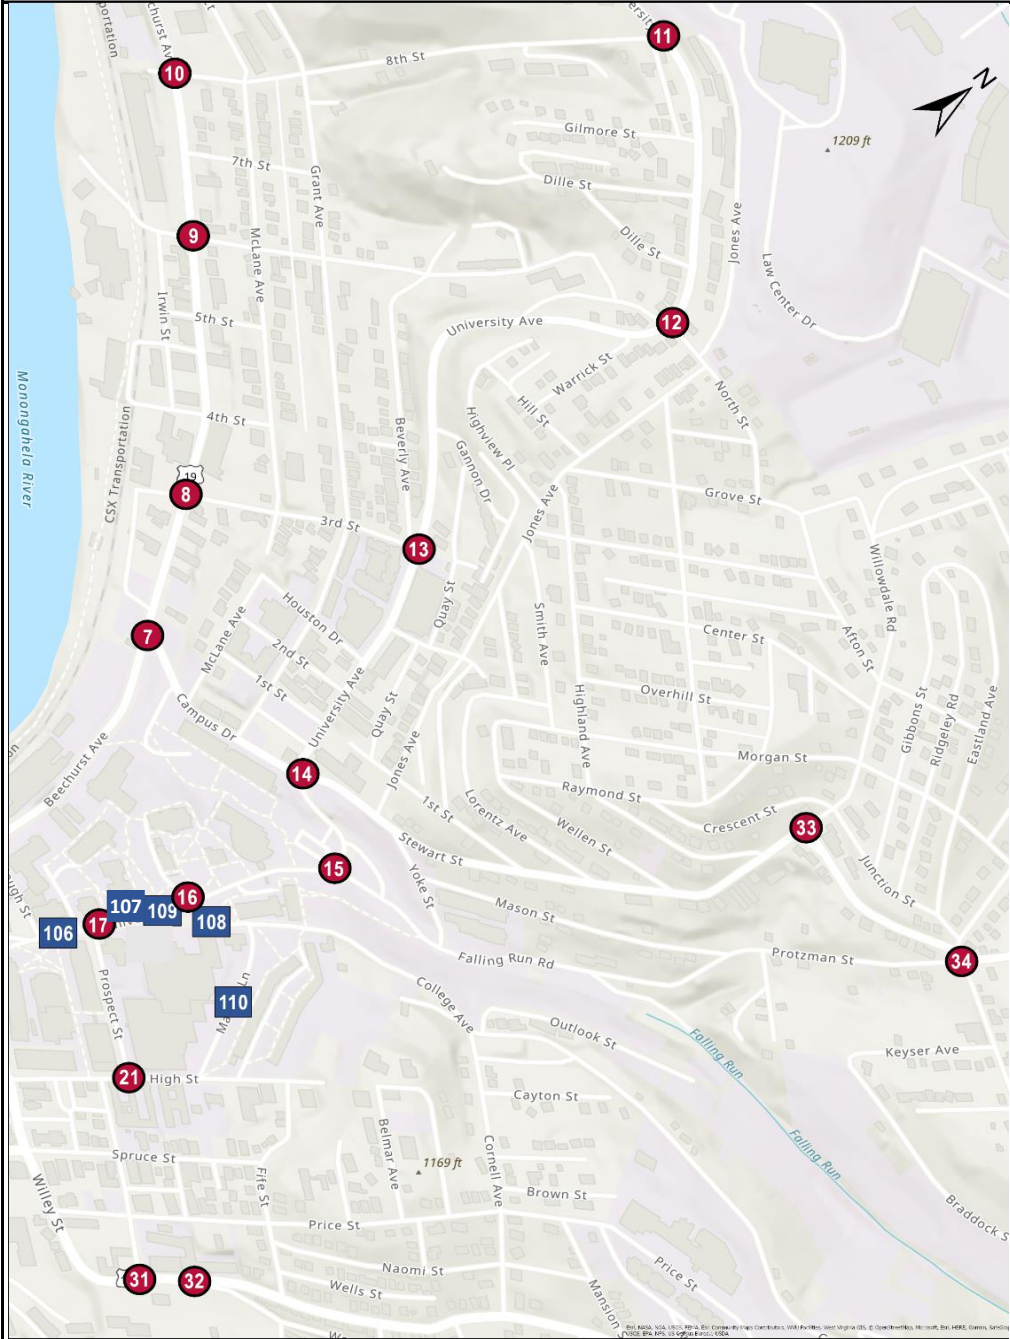 portation
churst Av
ersit
11
10
8th St
N
Gilmore St
1209 ft
7th St
Grant Ave
Dille St
9
McLane Ave
Dille St
Jones Ave
Law Center Dr
Irwin St
5th St
University Ave
12
Warrick St
Monongahela River
4th St
Hill St
North St
CSX Transportation
Beverly Ave
Highview Pl
Gannon Dr
19
8
Jones Ave
Grove St
3rd St
13
Willowdale Rd
Quay St
Houston Dr
Smith Ave
7
McLane Ave
Center St
Afton St
2nd St
1st St
University Ave
Quay St
Highland Ave
Overhill St
Gibbons St
Ridgeley Rd
Eastland Ave
Campus Dr
Beechurst Ave
14
Jones Ave
Morgan St
Raymond St
1st St
Lorentz Ave
Wellen St
Crescent St
33
Stewart St
Junction St
15
Yoke St
Mason St
16
107
109
108
17
106
ugh St
Falling Run Rd
Protzman St
34
Prospect St
110
Ma
Ln
College Ave
Outlook St
Falling Run
Keyser Ave
21
High St
Cayton St
Belmar Ave
Cornell Ave
Falling Run
Spruce St
1169 ft
Willey St
Fife St
Brown St
Braddock S
Price St
Price St
Naomi St
31
32
Wells St
Mansion